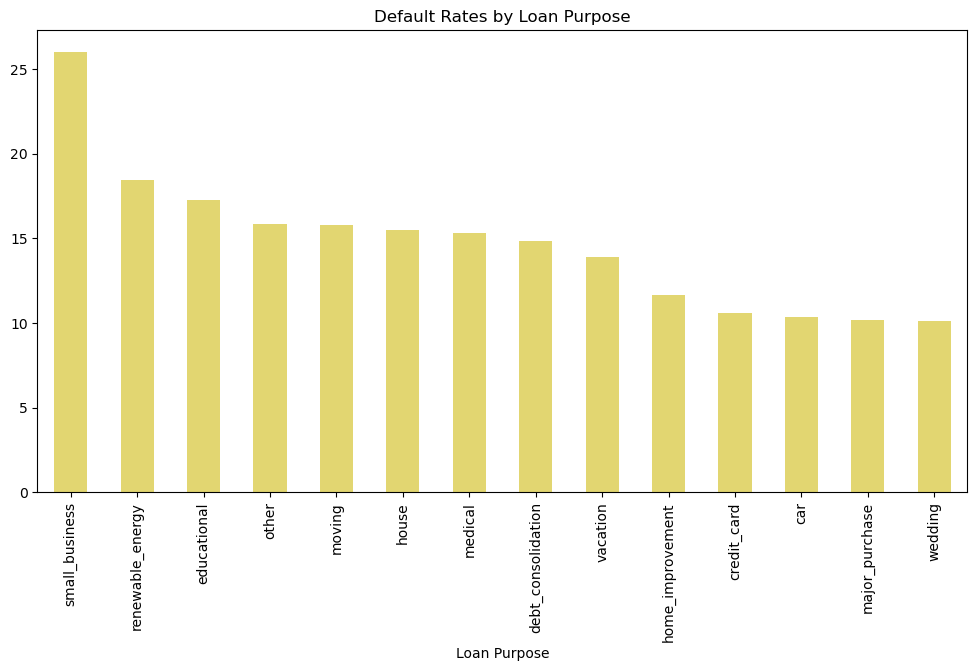 Default Rates by Loan Purpose
25
20
15
10
5
0
small_business
renewable_energy
educational
other
moving
house
medical
debt_consolidation
vacation
home_improvement
credit_card
car
major_purchase
wedding
Loan Purpose